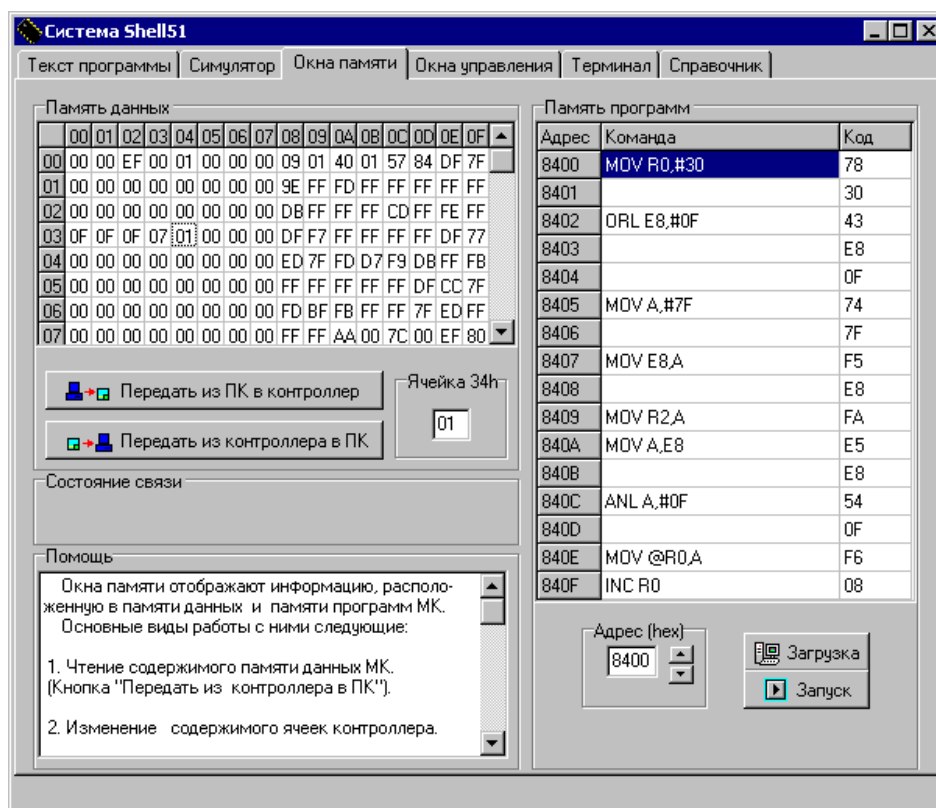 Система Shell51
Текст программы Симулятор Окна памяти Окна управления Терминал Справочник
Память данных
00 01 02 03 04 05 06 07 08 09 0A 0B 0C 0D 0E 0F
00 00 00 EF 00 01 00 00 00 09 01 40 01 57 84 DF 7F
01 00 00 00 00 00 00 00 00 9E FF FD FF FF FF FF FF
02 00 00 00 00 00 00 00 00 DB FF FF FF CD FF FE FF
03 0F 0F 0F 07 01 00 00 00 DF F7 FF FF FF FF DF 77
04 00 00 00 00 00 00 00 00 ED 7F FD D7 F9 DB FF FB
05 00 00 00 00 00 00 00 00 FF FF FF FF FF DF CC 7F
06 00 00 00 00 00 00 00 00 FD BF FB FF FF 7F ED FF
07 00 00 00 00 00 00 00 00 FF FF AA 00 7C 00 EF 80
Передать из ПК в контроллер
Передать из контроллера в ПК
Ячейка 34h
01
Состояние связи
Помощь
Окна памяти отображают информацию, располо-
женную в памяти данных и памяти программ МК.
Основные виды работы с ними следующие:
1. Чтение содержимого памяти данных МК.
(Кнопка "Передать из контроллера в ПК").
2. Изменение содержимого ячеек контроллера.
Память программ
Адрес Команда Код
8400 MOV R0,#30 78
8401 30
8402 ORL E8,#0F 43
8403 E8
8404 0F
8405 MOV A,#7F 74
8406 7F
8407 MOV E8,A F5
8408 E8
8409 MOV R2,A FA
840A MOV A,E8 E5
840B E8
840C ANL A,#0F 54
840D 0F
840E MOV @R0,A F6
840F INC R0 08
Адрес (hex)
8400
Загрузка
Запуск